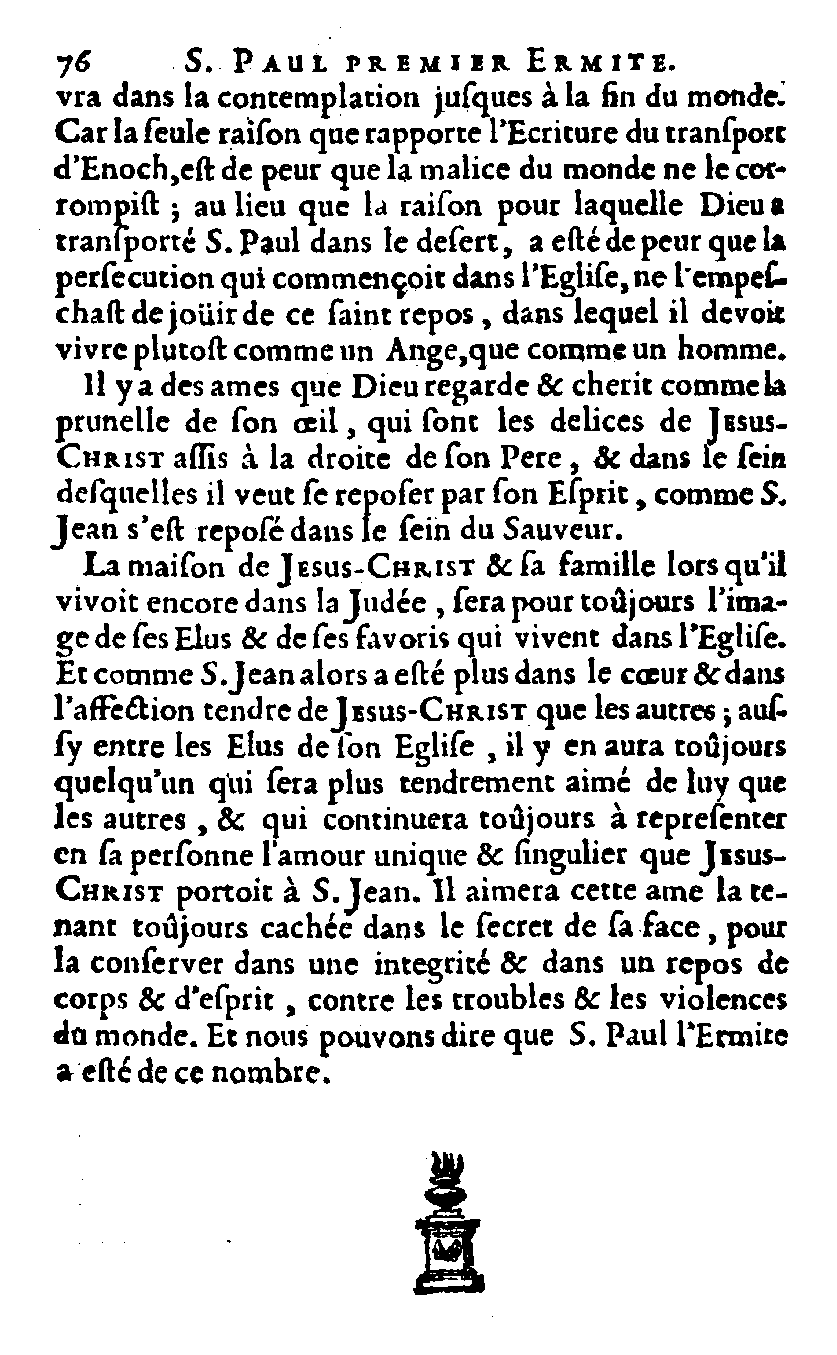 76 S. PAUL PREMIER ERMITE.
vra dans la contemplation juſques à la fin du monde.
Car la ſeule raiſon que rapporte l'Ecriture du tranſport
d'Enoch, eſt de peur que la malice du monde ne le cor-
rompiſt ; au lieu que la raiſon pour laquelle Dieu a
tranſporté S. Paul dans le deſert, a eſté de peur que la
perſecution qui commençoit dans l'Egliſe, ne l'empeſ-
chaſt de joüir de ce ſaint repos, dans lequel il devoit
vivre plutoſt comme un Ange, que comme un homme.
Il y a des ames que Dieu regarde & cherit comme la
prunelle de ſon œil, qui ſont les delices de JESUS-
CHRIST aſſis à la droite de ſon Pere, & dans le ſein
deſquelles il veut ſe repoſer par ſon Eſprit, comme S.
Jean s'eſt repoſé dans le ſein du Sauveur.
La maiſon de JESUS-CHRIST & ſa famille lors qu'il
vivoit encore dans la Judée, ſera pour toûjours l'ima-
ge de ſes Elus & de ſes favoris qui vivent dans l'Egliſe.
Et comme S. Jean alors a eſté plus dans le cœur & dans
l'affection tendre de JESUS-CHRIST que les autres ; auſ-
ſy entre les Elus de ſon Egliſe, il y en aura toûjours
quelqu'un qui ſera plus tendrement aimé de luy que
les autres, & qui continuera toûjours à repreſenter
en ſa perſonne l'amour unique & ſingulier que JESUS-
CHRIST portoit à S. Jean. Il aimera cette ame la te-
nant toûjours cachée dans le ſecret de ſa face, pour
la conſerver dans une integrité & dans un repos de
corps & d'eſprit, contre les troubles & les violences
du monde. Et nous pouvons dire que S. Paul l'Ermite
a eſté de ce nombre.